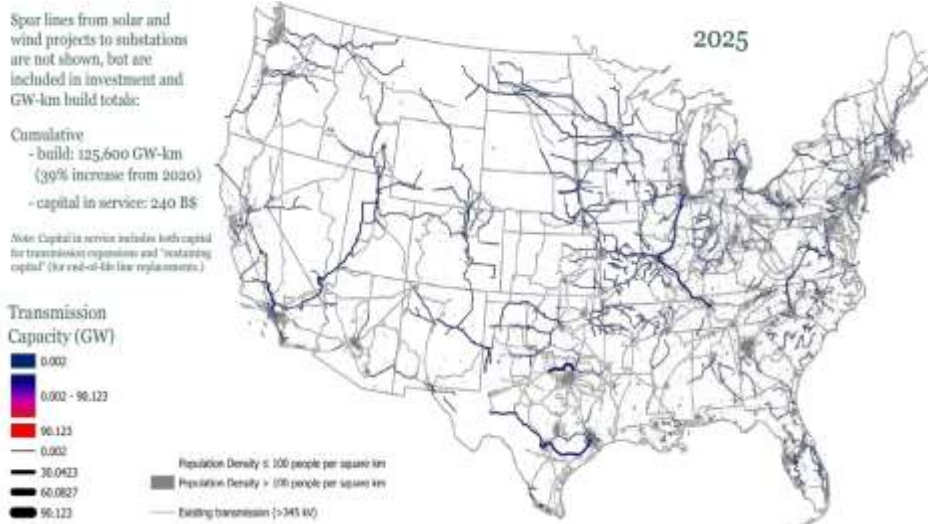 Spur lines from solar and
wind projects to substations
are not shown, but are
included in investment and
GW-km build totals:
Cumulative
- build: 125,600 GW-km
(39% increase from 2020)
- capital in service: 240 B$
Note: Capital in service includes both capital
for transmission expansions and "sustaining
capital" (for end-of-life line replacements.)
2025
Transmission
Capacity (GW)
0.002
0.002 - 90.123
90.123
0.002
30.0423
60.0827
90.123
Population Density ≤ 100 people per square km
Population Density > 100 people per square km
Existing transmission (>345 kV)